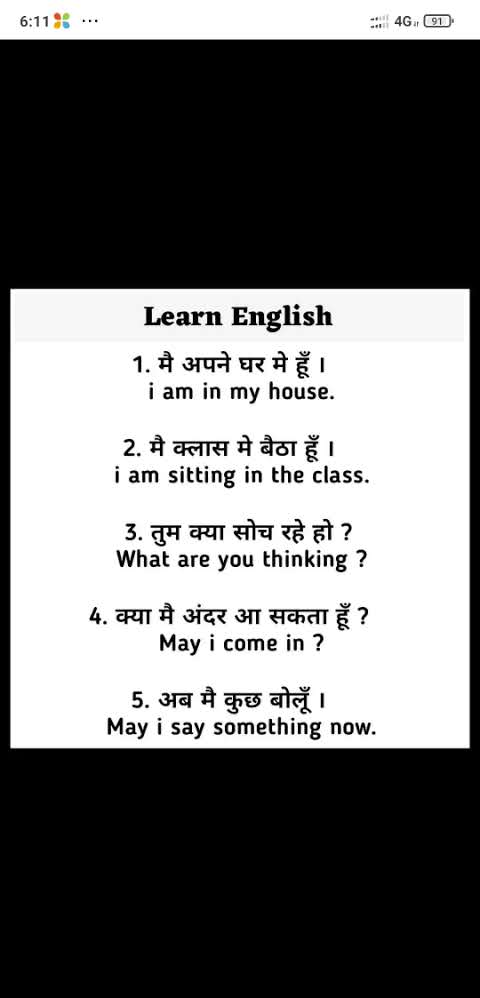 6:11 ...
4G 91
Learn English
1. मै अपने घर मे हूँ ।
i am in my house.
2. मै क्लास मे बैठा हूँ ।
i am sitting in the class.
3. तुम क्या सोच रहे हो ?
What are you thinking ?
4. क्या मै अंदर आ सकता हूँ ?
May i come in ?
5. अब मै कुछ बोलूँ ।
May i say something now.